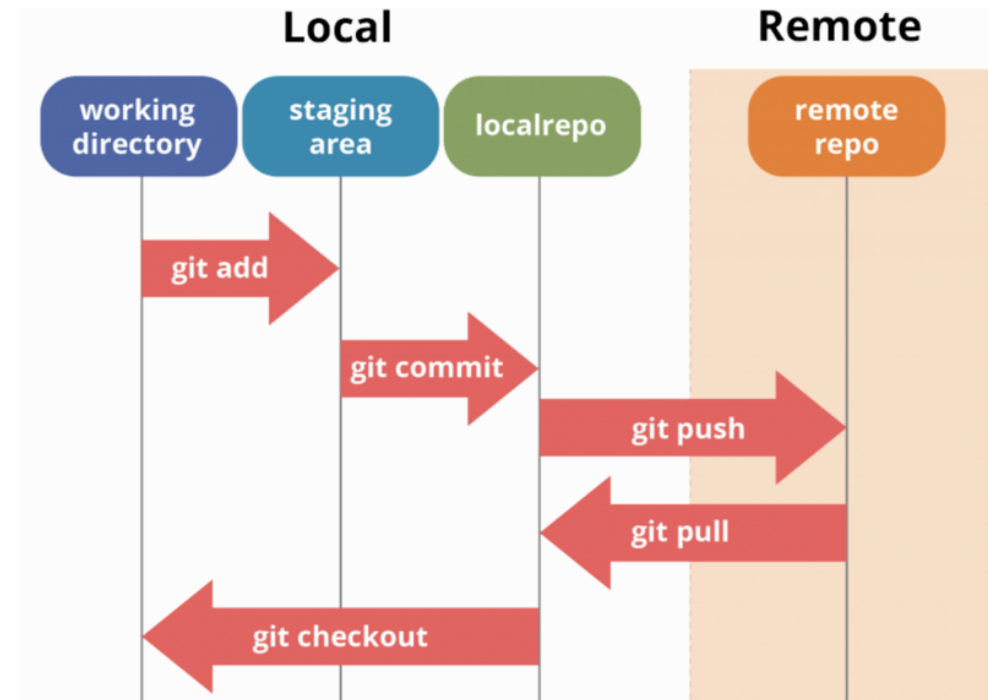 Local
Remote
working
directory
staging
area
localrepo
remote
repo
git add
git commit
git push
git pull
git checkout